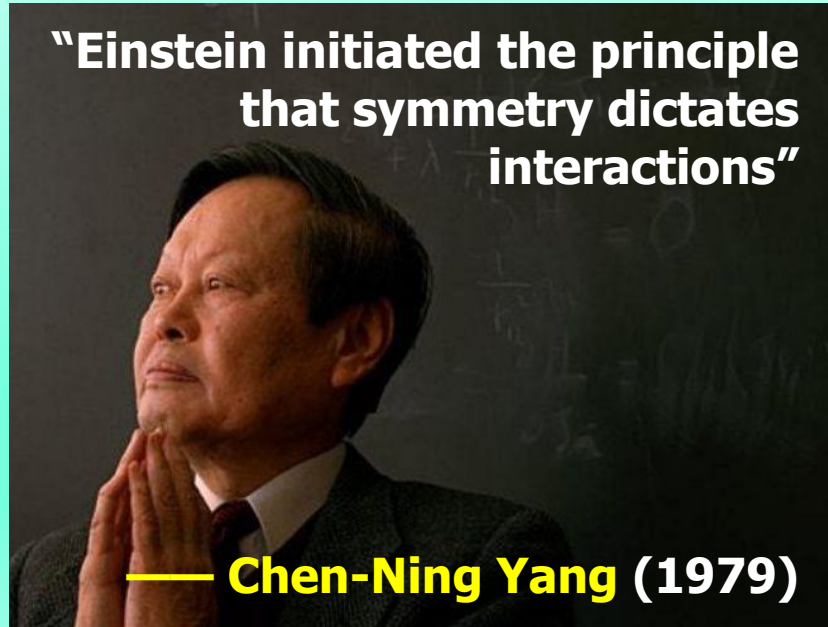 “Einstein initiated the principle
that symmetry dictates
interactions”
—— Chen-Ning Yang (1979)